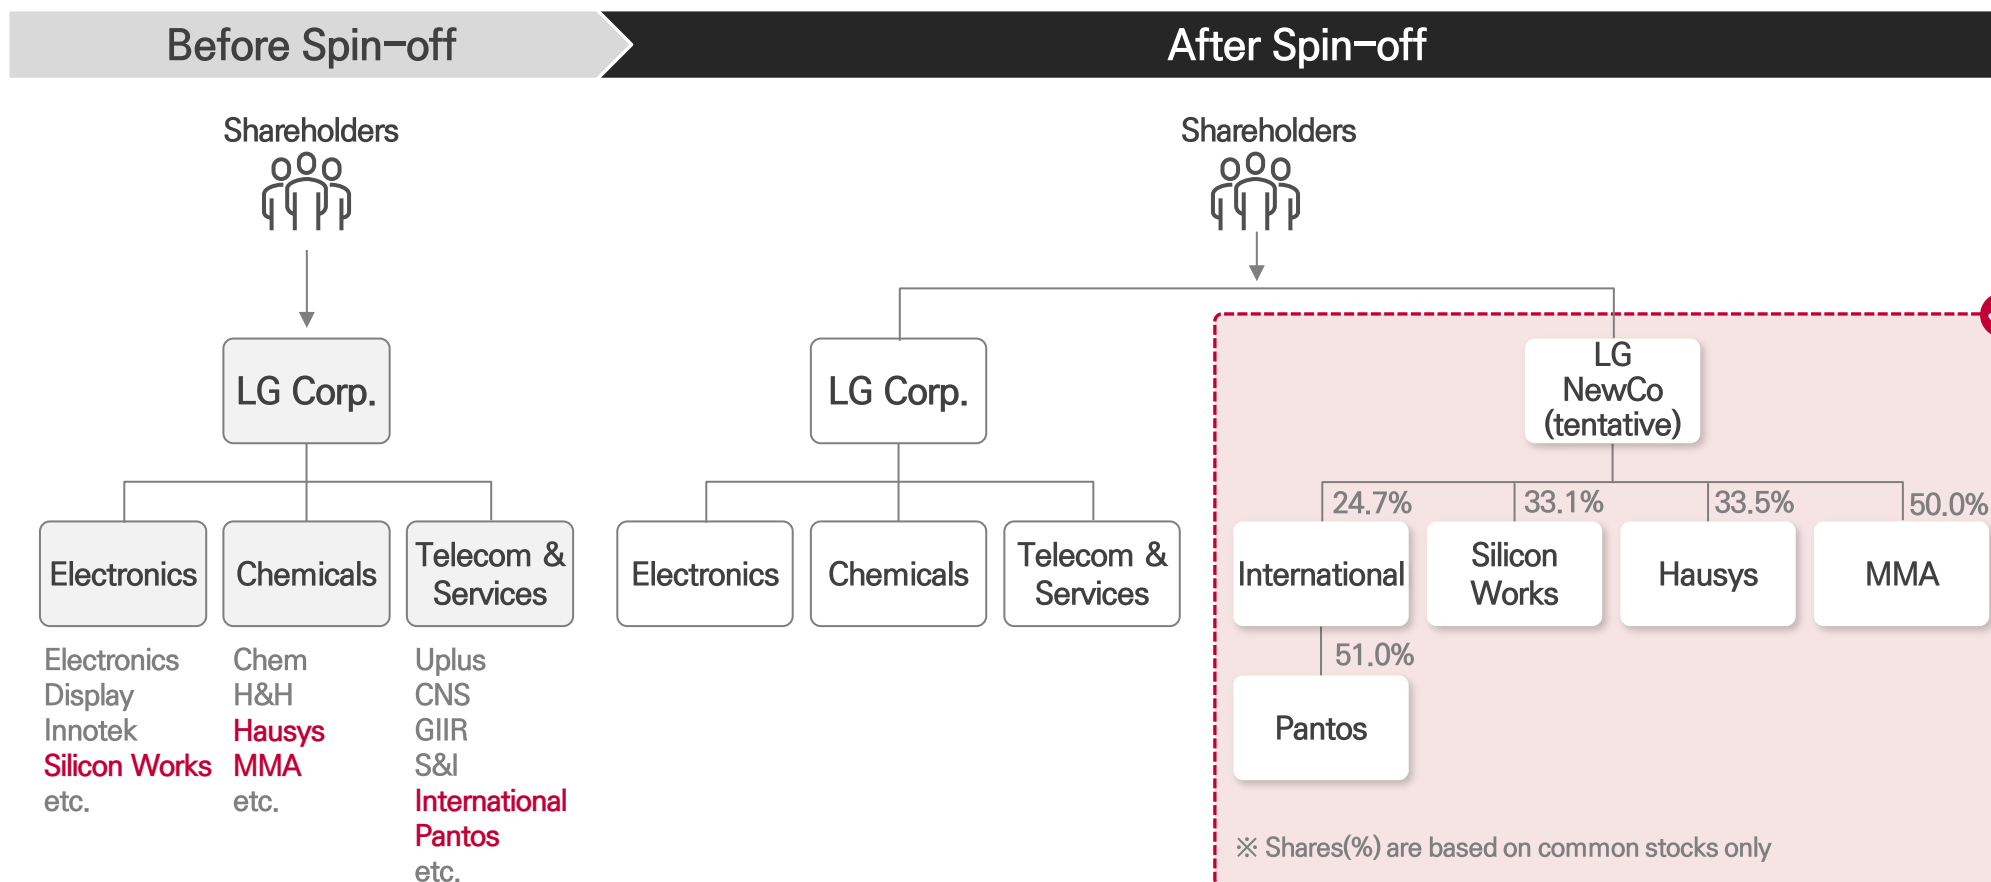 Before Spin-off
After Spin-off
Shareholders
LG Corp.
Electronics
Chemicals
Telecom &
Services
Electronics
Display
Innotek
Silicon Works
etc.
Chem
H&H
Hausys
MMA
etc.
Uplus
CNS
GIIR
S&I
International
Pantos
etc.
Shareholders
LG Corp.
Electronics
Chemicals
Telecom &
Services
LG
NewCo
(tentative)
24.7%
33.1%
33.5%
50.0%
International
Silicon
Works
Hausys
MMA
51.0%
Pantos
※ Shares(%) are based on common stocks only